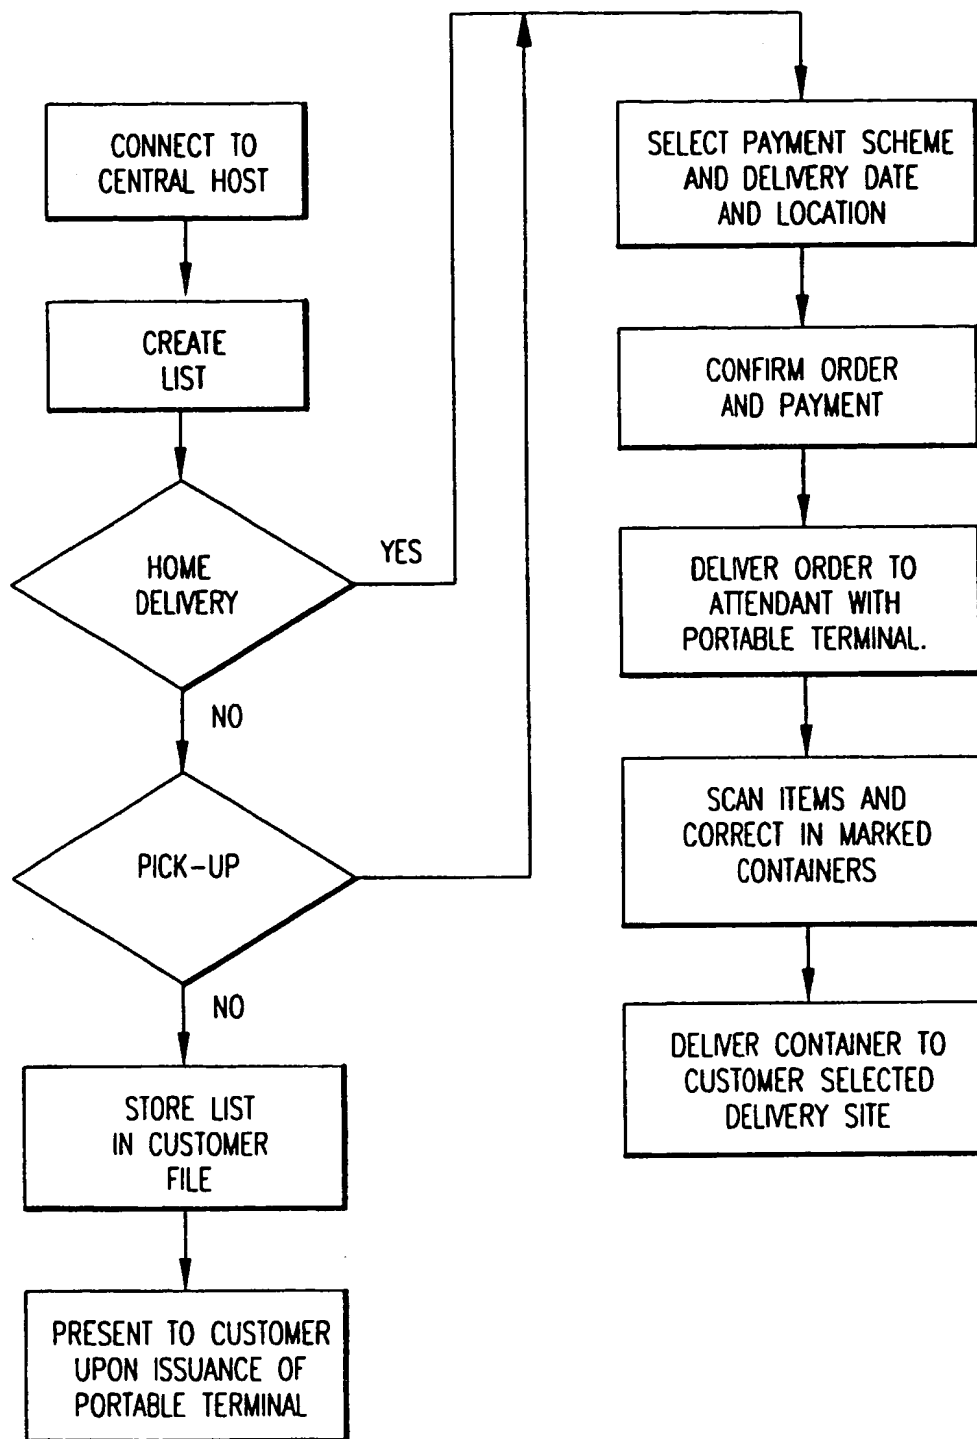 CONNECT TO
CENTRAL HOST
CREATE
LIST
HOME
DELIVERY
YES
NO
PICK-UP
NO
STORE LIST
IN CUSTOMER
FILE
PRESENT TO CUSTOMER
UPON ISSUANCE OF
PORTABLE TERMINAL
SELECT PAYMENT SCHEME
AND DELIVERY DATE
AND LOCATION
CONFIRM ORDER
AND PAYMENT
DELIVER ORDER TO
ATTENDANT WITH
PORTABLE TERMINAL.
SCAN ITEMS AND
CORRECT IN MARKED
CONTAINERS
DELIVER CONTAINER TO
CUSTOMER SELECTED
DELIVERY SITE